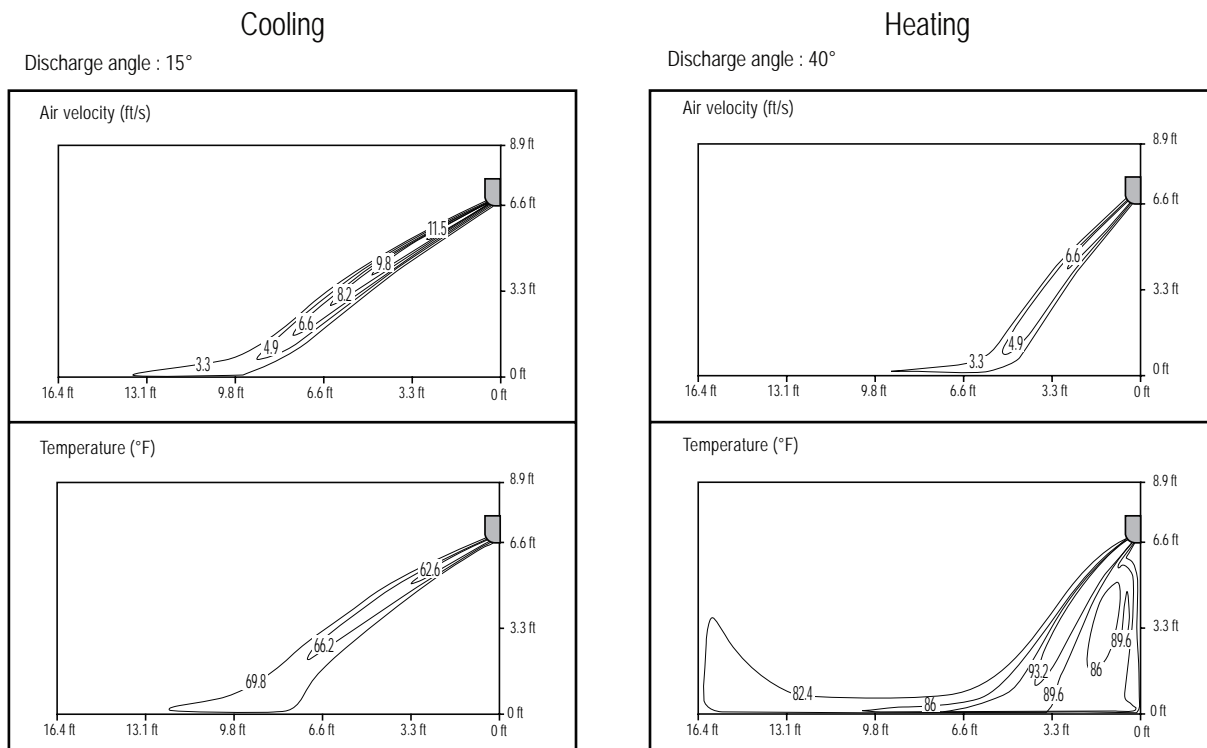 Cooling
Discharge angle : 15°
Air velocity (ft/s)
8.9 ft
6.6 ft
11.5
9.8
8.2
3.3 ft
6.6
4.9
3.3
0 ft
16.4 ft 13.1 ft 9.8 ft 6.6 ft 3.3 ft 0 ft
Temperature (°F)
8.9 ft
6.6 ft
62.6
3.3 ft
66.2
69.8
0 ft
16.4 ft 13.1 ft 9.8 ft 6.6 ft 3.3 ft 0 ft
Heating
Discharge angle : 40°
Air velocity (ft/s)
8.9 ft
6.6 ft
6.6
3.3 ft
4.9
3.3
0 ft
16.4 ft 13.1 ft 9.8 ft 6.6 ft 3.3 ft 0 ft
Temperature (°F)
8.9 ft
6.6 ft
3.3 ft
89.6
93.2 86
82.4 89.6
86
0 ft
16.4 ft 13.1 ft 9.8 ft 6.6 ft 3.3 ft 0 ft